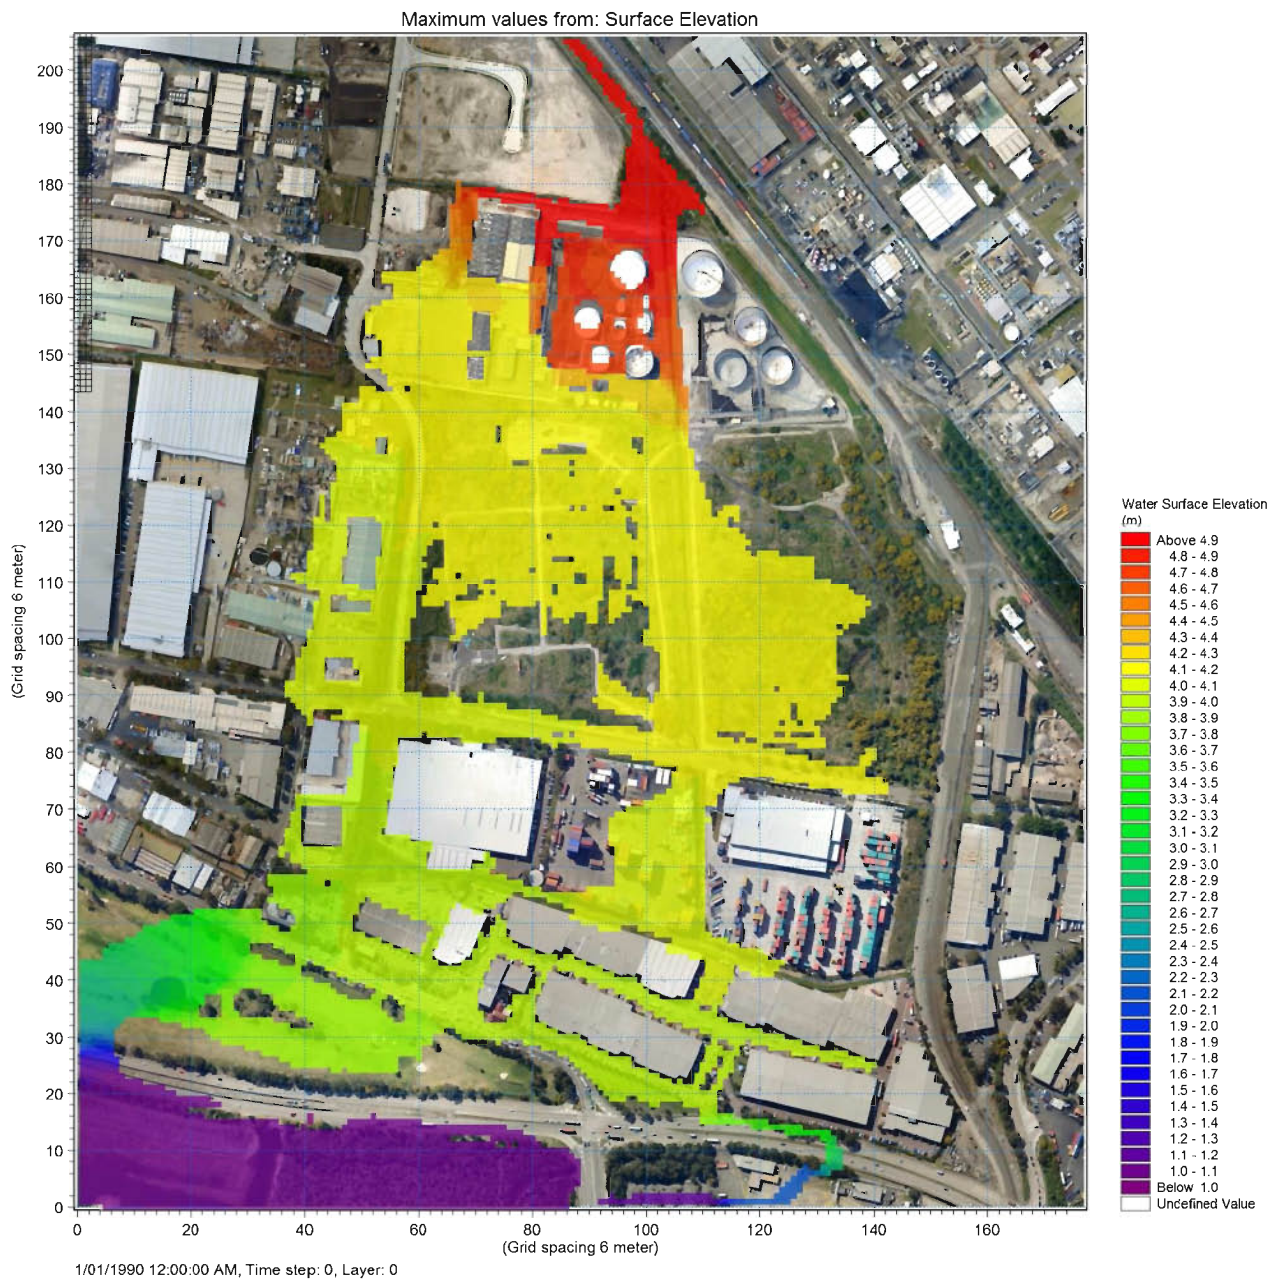 Maximum values from: Surface Elevation
200
190
180
170
160
150
140
130
120
110
100
90
80
70
60
50
40
30
20
10
0
(Grid spacing 6 meter)
0 20 40 60 80 100 120 140 160
(Grid spacing 6 meter)
1/01/1990 12:00:00 AM, Time step: 0, Layer: 0
Water Surface Elevation
(m)
Above 4.9
4.8 - 4.9
4.7 - 4.8
4.6 - 4.7
4.5 - 4.6
4.4 - 4.5
4.3 - 4.4
4.2 - 4.3
4.1 - 4.2
4.0 - 4.1
3.9 - 4.0
3.8 - 3.9
3.7 - 3.8
3.6 - 3.7
3.5 - 3.6
3.4 - 3.5
3.3 - 3.4
3.2 - 3.3
3.1 - 3.2
3.0 - 3.1
2.9 - 3.0
2.8 - 2.9
2.7 - 2.8
2.6 - 2.7
2.5 - 2.6
2.4 - 2.5
2.3 - 2.4
2.2 - 2.3
2.1 - 2.2
2.0 - 2.1
1.9 - 2.0
1.8 - 1.9
1.7 - 1.8
1.6 - 1.7
1.5 - 1.6
1.4 - 1.5
1.3 - 1.4
1.2 - 1.3
1.1 - 1.2
1.0 - 1.1
Below 1.0
Undefined Value